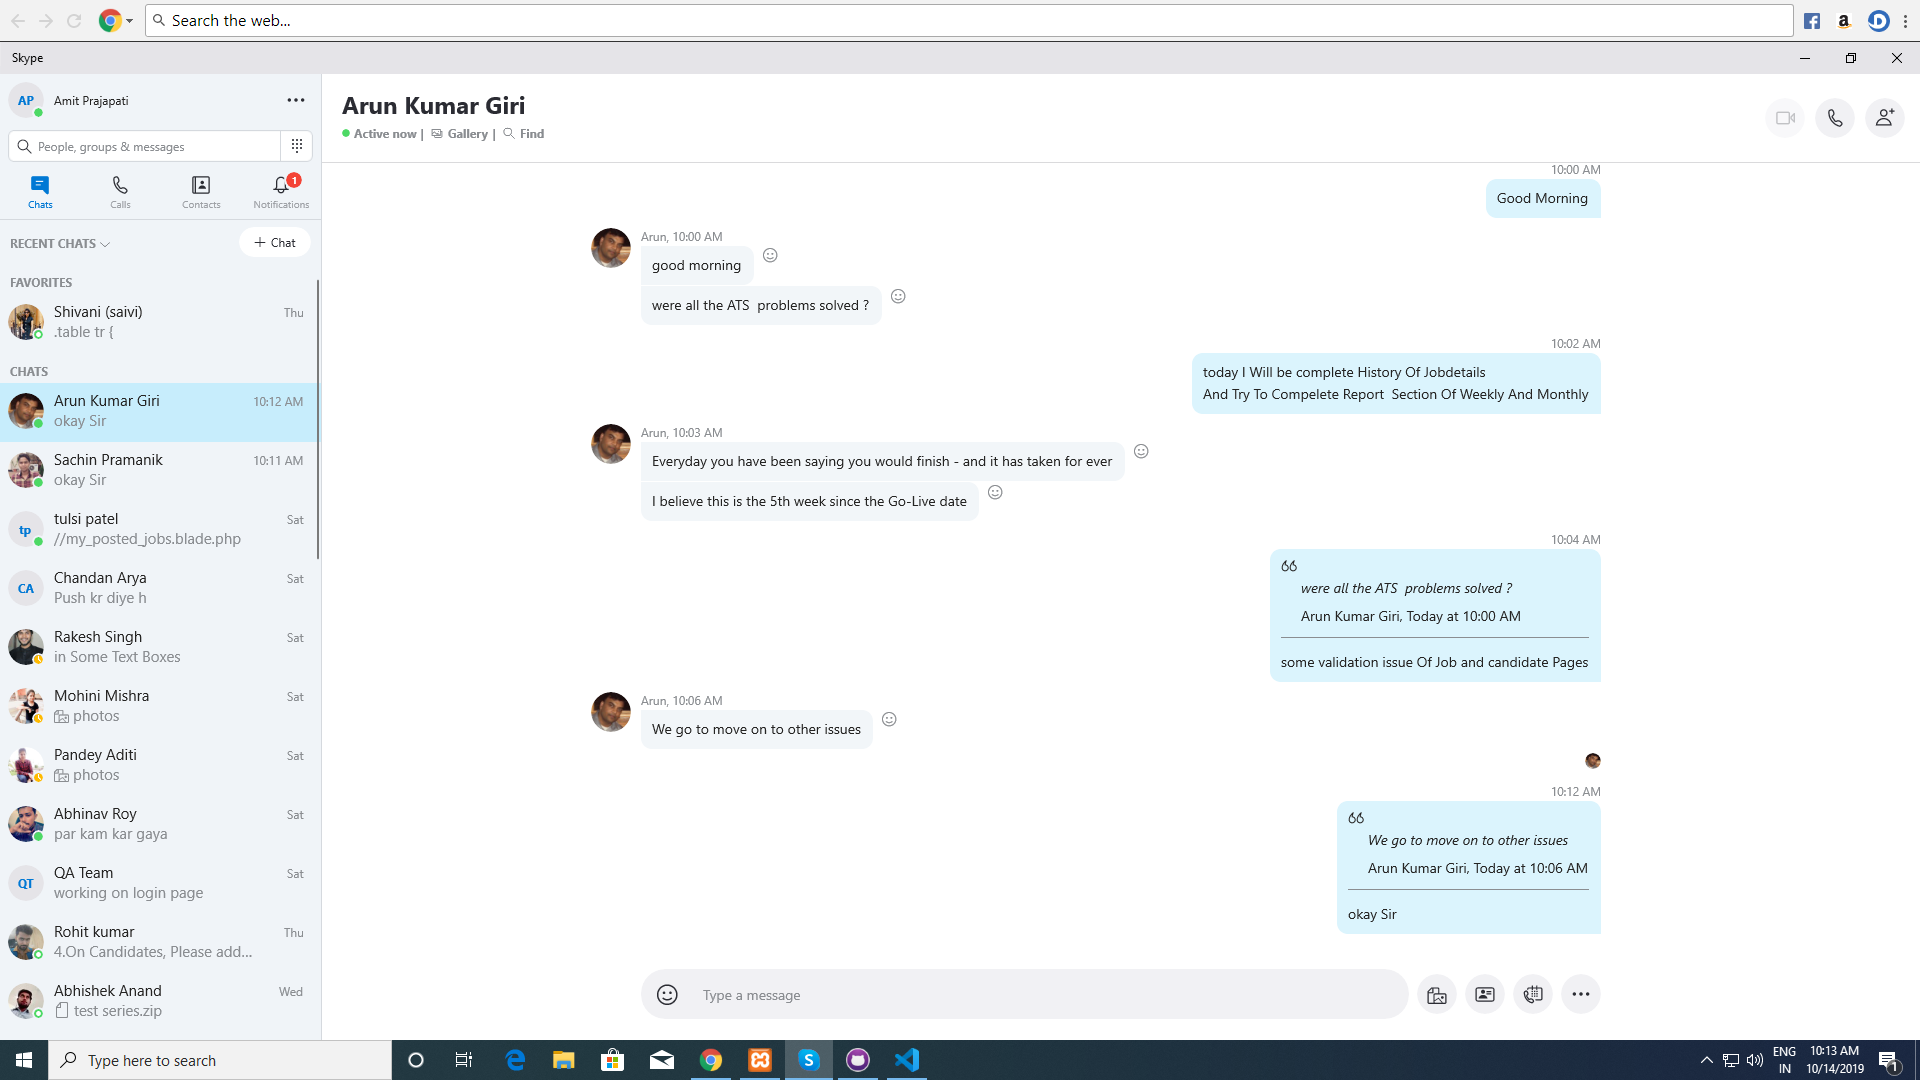 Search the web...
Skype
AP
Amit Prajapati
People, groups & messages
Chats
Calls
Contacts
1
Notifications
RECENT CHATS
Chat
FAVORITES
Shivani (saivi)
Thu
.table tr {
CHATS
Arun Kumar Giri
10:12 AM
okay Sir
Sachin Pramanik
10:11 AM
okay Sir
tp
tulsi patel
Sat
//my_posted_jobs.blade.php
CA
Chandan Arya
Sat
Push kr diye h
Rakesh Singh
Sat
in Some Text Boxes
Mohini Mishra
Sat
photos
Pandey Aditi
Sat
photos
Abhinav Roy
Sat
par kam kar gaya
QT
QA Team
Sat
working on login page
Rohit kumar
Thu
4.On Candidates, Please add...
Abhishek Anand
Wed
test series.zip
Arun Kumar Giri
Active now | Gallery | Find
10:00 AM
Good Morning
Arun, 10:00 AM
good morning
were all the ATS  problems solved ?
10:02 AM
today I Will be complete History Of Jobdetails
And Try To Compelete Report  Section Of Weekly And Monthly
Arun, 10:03 AM
Everyday you have been saying you would finish - and it has taken for ever
I believe this is the 5th week since the Go-Live date
10:04 AM
were all the ATS  problems solved ?
Arun Kumar Giri, Today at 10:00 AM
some validation issue Of Job and candidate Pages
Arun, 10:06 AM
We go to move on to other issues
10:12 AM
We go to move on to other issues
Arun Kumar Giri, Today at 10:06 AM
okay Sir
Type a message
Type here to search
ENG
IN
10:13 AM
10/14/2019
1